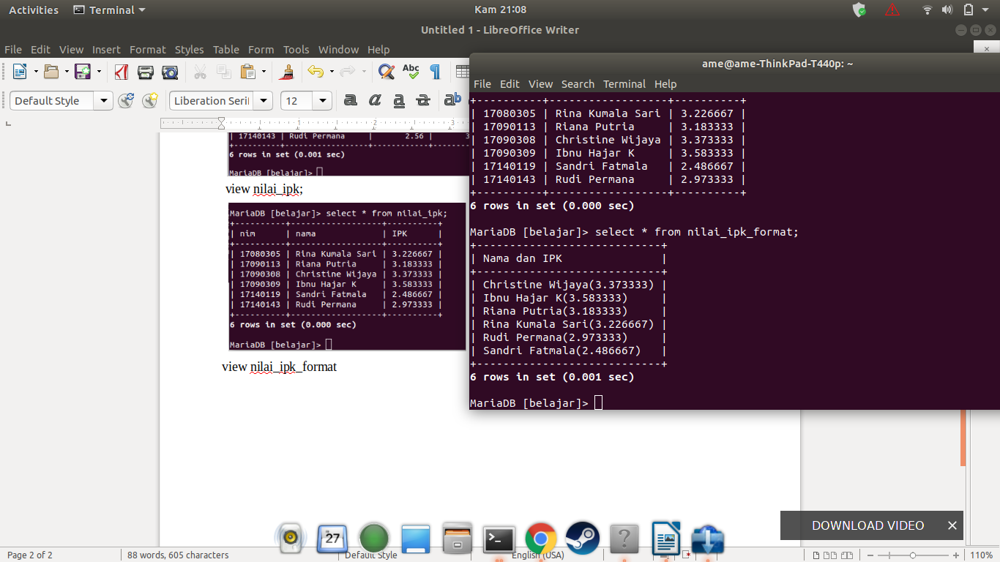 Activities Terminal Kam 21:08
Untitled 1 - LibreOffice Writer
File Edit View Insert Format Styles Table Form Tools Window Help
Default Style Liberation Seri 12
1 2 3
| 17140143 | Rudi Permana | 2.56 | 3
+----------+------------------+------------+--------
6 rows in set (0.001 sec)
MariaDB [belajar]>
view nilai_ipk;
MariaDB [belajar]> select * from nilai_ipk;
+----------+------------------+----------+
| nim | nama | IPK |
+----------+------------------+----------+
| 17080305 | Rina Kumala Sari | 3.226667 |
| 17090113 | Riana Putria | 3.183333 |
| 17090308 | Christine Wijaya | 3.373333 |
| 17090309 | Ibnu Hajar K | 3.583333 |
| 17140119 | Sandri Fatmala | 2.486667 |
| 17140143 | Rudi Permana | 2.973333 |
+----------+------------------+----------+
6 rows in set (0.000 sec)
MariaDB [belajar]>
view nilai_ipk_format
ame@ame-ThinkPad-T440p: ~
File Edit View Search Terminal Help
+----------+------------------+----------+
| 17080305 | Rina Kumala Sari | 3.226667 |
| 17090113 | Riana Putria | 3.183333 |
| 17090308 | Christine Wijaya | 3.373333 |
| 17090309 | Ibnu Hajar K | 3.583333 |
| 17140119 | Sandri Fatmala | 2.486667 |
| 17140143 | Rudi Permana | 2.973333 |
+----------+------------------+----------+
6 rows in set (0.000 sec)
MariaDB [belajar]> select * from nilai_ipk_format;
+----------------------------+
| Nama dan IPK |
+----------------------------+
| Christine Wijaya(3.373333) |
| Ibnu Hajar K(3.583333) |
| Riana Putria(3.183333) |
| Rina Kumala Sari(3.226667) |
| Rudi Permana(2.973333) |
| Sandri Fatmala(2.486667) |
+----------------------------+
6 rows in set (0.001 sec)
MariaDB [belajar]>
DOWNLOAD VIDEO
27
Page 2 of 2 88 words, 605 characters Default Style English (USA) 110%